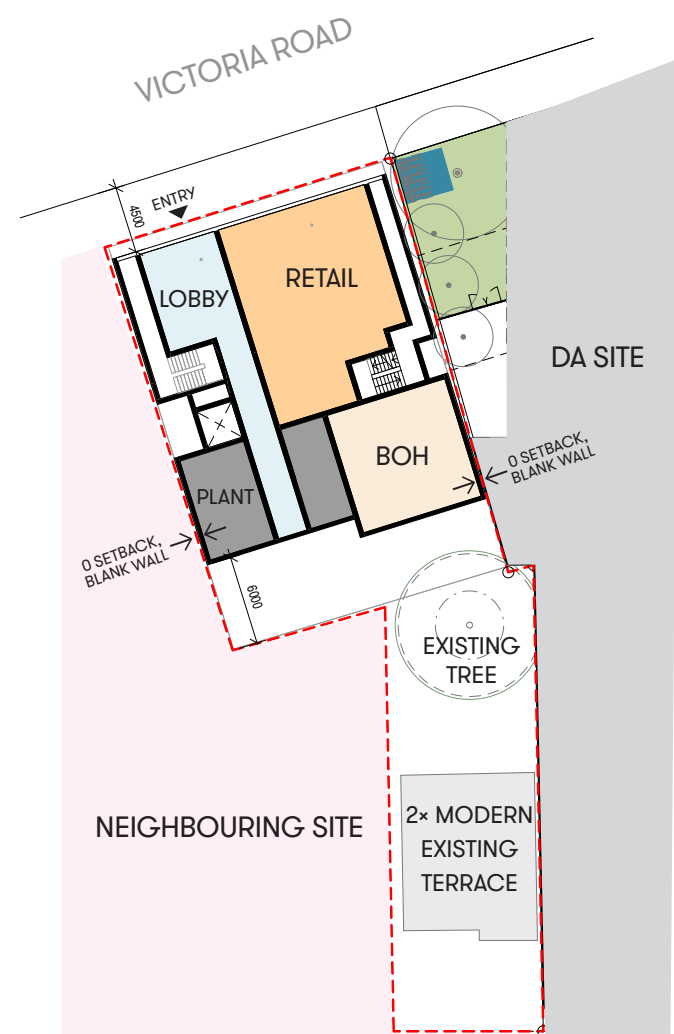 VICTORIA ROAD
4500
ENTRY
LOBBY
RETAIL
DA SITE
BOH
0 SETBACK,
BLANK WALL
PLANT
0 SETBACK,
BLANK WALL
6000
EXISTING
TREE
NEIGHBOURING SITE
2× MODERN
EXISTING
TERRACE